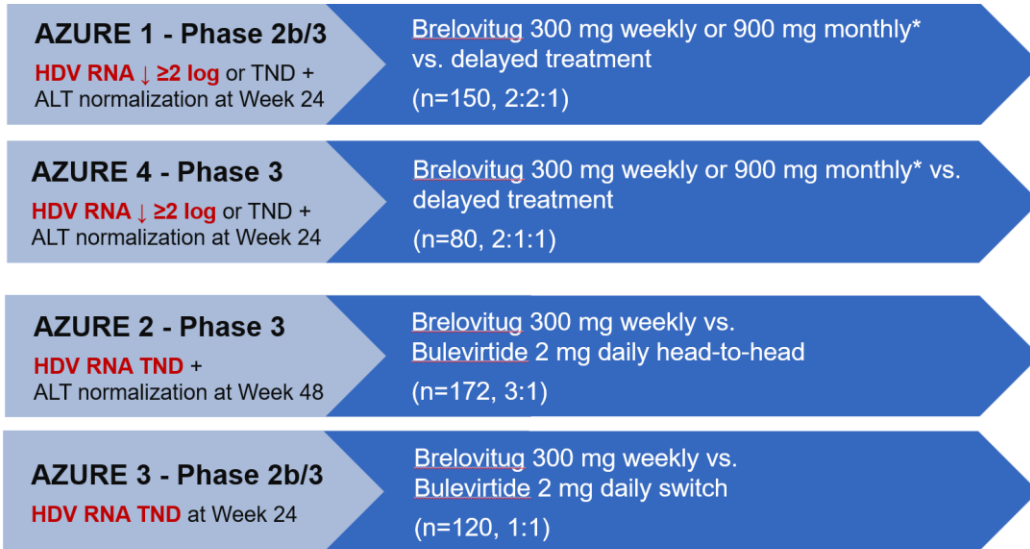 AZURE 1 - Phase 2b/3
HDV RNA ↓ ≥2 log or TND +
ALT normalization at Week 24
Brelovitug 300 mg weekly or 900 mg monthly*
vs. delayed treatment
(n=150, 2:2:1)
AZURE 4 - Phase 3
HDV RNA ↓ ≥2 log or TND +
ALT normalization at Week 24
Brelovitug 300 mg weekly or 900 mg monthly* vs.
delayed treatment
(n=80, 2:1:1)
AZURE 2 - Phase 3
HDV RNA TND +
ALT normalization at Week 48
Brelovitug 300 mg weekly vs.
Bulevirtide 2 mg daily head-to-head
(n=172, 3:1)
AZURE 3 - Phase 2b/3
HDV RNA TND at Week 24
Brelovitug 300 mg weekly vs.
Bulevirtide 2 mg daily switch
(n=120, 1:1)